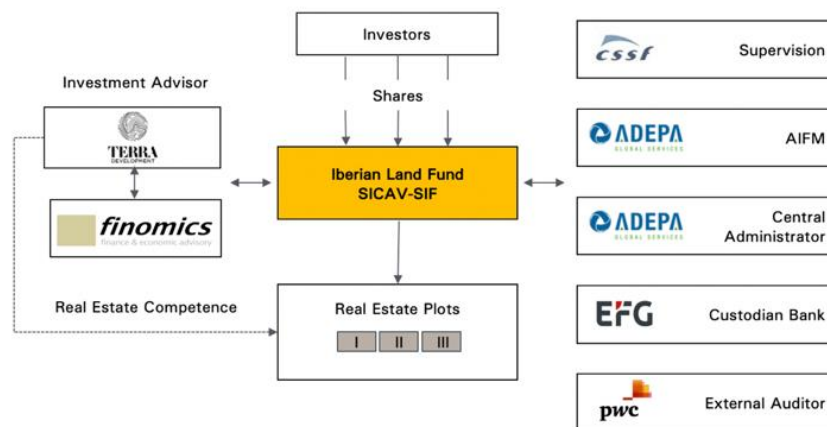 Investors
Shares
Investment Advisor
TERRA
DEVELOPMENT
finomics
finance & economic advisory
Iberian Land Fund
SICAV-SIF
Real Estate Competence
Real Estate Plots
I II III
cssf Supervision
ADEPA AIFM
GLOBAL SERVICES
ADEPA Central
GLOBAL SERVICES Administrator
EFG Custodian Bank
pwc External Auditor